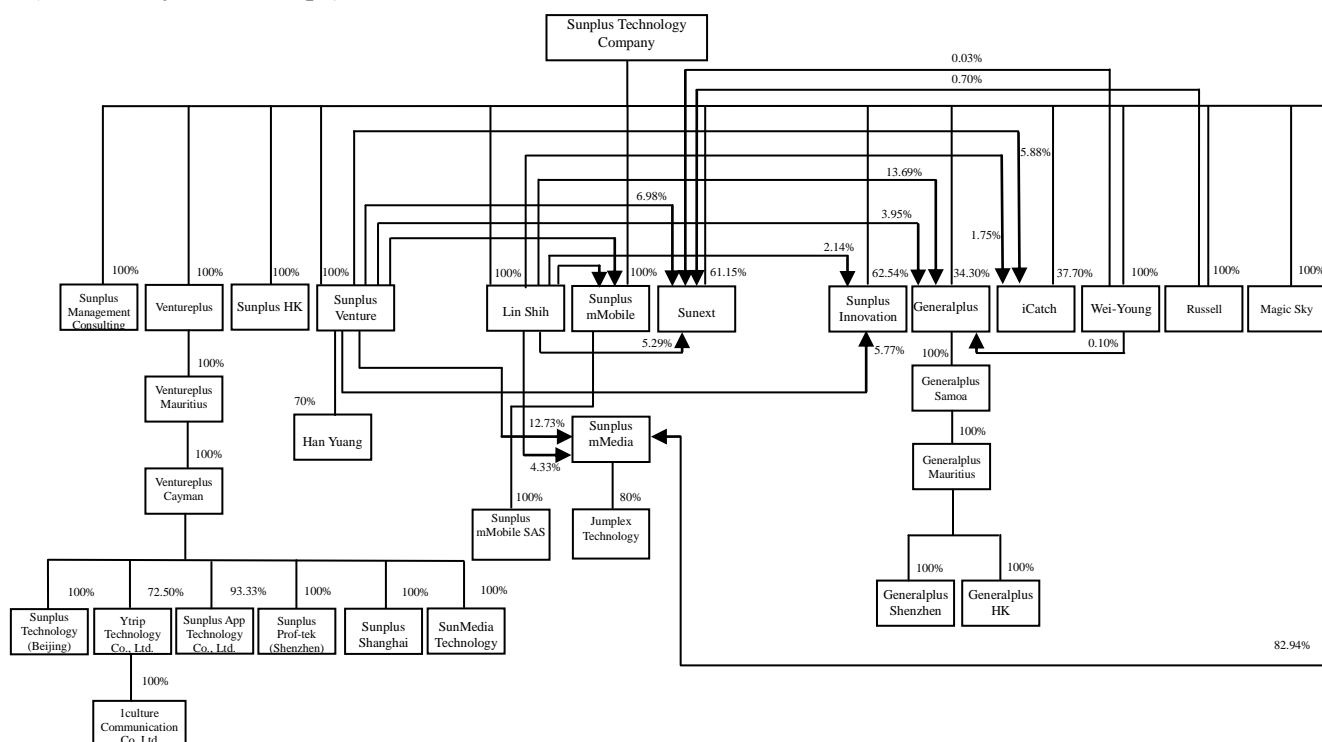 Sunplus Technology
Company
0.03%
0.70%
5.88%
13.69%
6.98%
3.95%
1.75%
2.14%
100%
100%
100%
100%
100%
100%
61.15%
62.54%
34.30%
37.70%
100%
100%
100%
Sunplus
Management
Consulting
Ventureplus
Sunplus HK
Sunplus
Venture
Lin Shih
Sunplus
mMobile
Sunext
Sunplus
Innovation
Generalplus
iCatch
Wei-Young
Russell
Magic Sky
5.29%
5.77%
0.10%
100%
100%
Ventureplus
Mauritius
Generalplus
Samoa
70%
Han Yuang
12.73%
Sunplus
mMedia
4.33%
100%
100%
Ventureplus
Cayman
Generalplus
Mauritius
100%
80%
Sunplus
mMobile SAS
Jumplex
Technology
100%
72.50%
93.33%
100%
100%
100%
100%
100%
Sunplus
Technology
(Beijing)
Ytrip
Technology
Co., Ltd.
Sunplus App
Technology
Co., Ltd.
Sunplus
Prof-tek
(Shenzhen)
Sunplus
Shanghai
SunMedia
Technology
Generalplus
Shenzhen
Generalplus
HK
82.94%
100%
1culture
Communication
Co. Ltd.